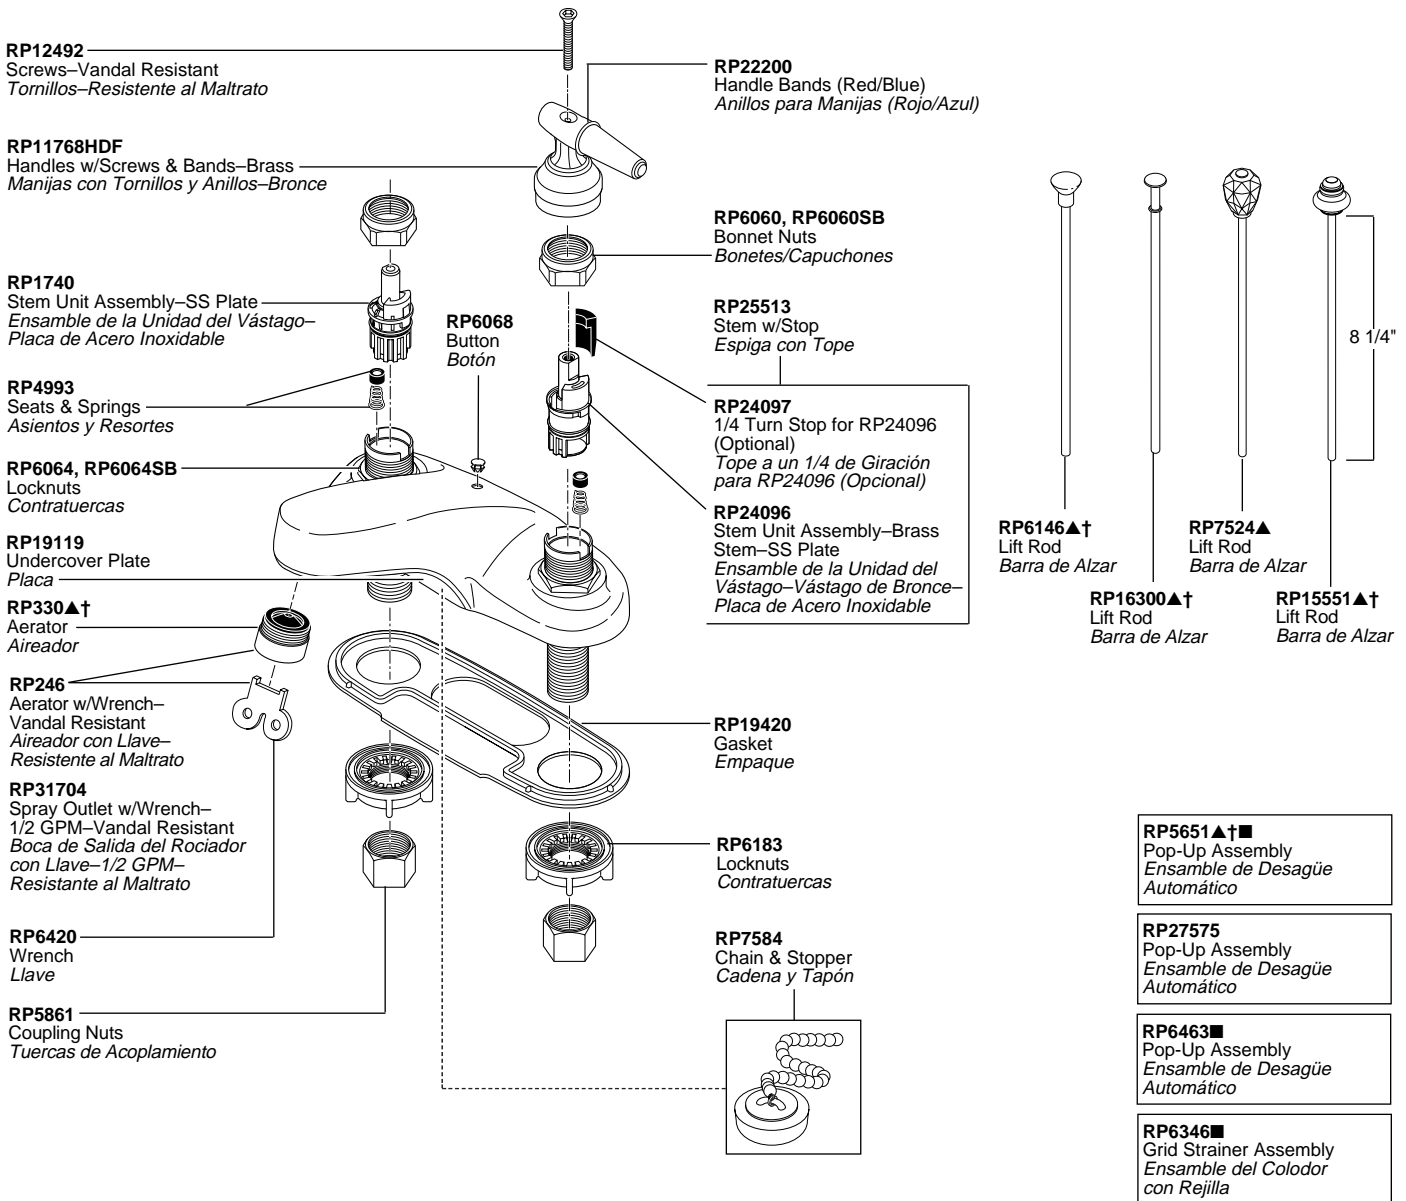 RP12492
Screws–Vandal Resistant
Tornillos–Resistente al Maltrato
RP11768HDF
Handles w/Screws & Bands–Brass
Manijas con Tornillos y Anillos–Bronce
RP1740
Stem Unit Assembly–SS Plate
Ensamble de la Unidad del Vástago–
Placa de Acero Inoxidable
RP4993
Seats & Springs
Asientos y Resortes
RP6064, RP6064SB
Locknuts
Contratuercas
RP19119
Undercover Plate
Placa
RP330▲†
Aerator
Aireador
RP246
Aerator w/Wrench–
Vandal Resistant
Aireador con Llave–
Resistente al Maltrato
RP31704
Spray Outlet w/Wrench–
1/2 GPM–Vandal Resistant
Boca de Salida del Rociador
con Llave–1/2 GPM–
Resistante al Maltrato
RP6420
Wrench
Llave
RP5861
Coupling Nuts
Tuercas de Acoplamiento
RP6068
Button
Botón
RP22200
Handle Bands (Red/Blue)
Anillos para Manijas (Rojo/Azul)
RP6060, RP6060SB
Bonnet Nuts
Bonetes/Capuchones
RP25513
Stem w/Stop
Espiga con Tope
RP24097
1/4 Turn Stop for RP24096
(Optional)
Tope a un 1/4 de Giración
para RP24096 (Opcional)
RP24096
Stem Unit Assembly–Brass
Stem–SS Plate
Ensamble de la Unidad del
Vástago–Vástago de Bronce–
Placa de Acero Inoxidable
RP19420
Gasket
Empaque
RP6183
Locknuts
Contratuercas
RP7584
Chain & Stopper
Cadena y Tapón
8 1/4"
RP6146▲†
Lift Rod
Barra de Alzar
RP16300▲†
Lift Rod
Barra de Alzar
RP7524▲
Lift Rod
Barra de Alzar
RP15551▲†
Lift Rod
Barra de Alzar
RP5651▲†■
Pop-Up Assembly
Ensamble de Desagüe
Automático
RP27575
Pop-Up Assembly
Ensamble de Desagüe
Automático
RP6463■
Pop-Up Assembly
Ensamble de Desagüe
Automático
RP6346■
Grid Strainer Assembly
Ensamble del Colodor
con Rejilla